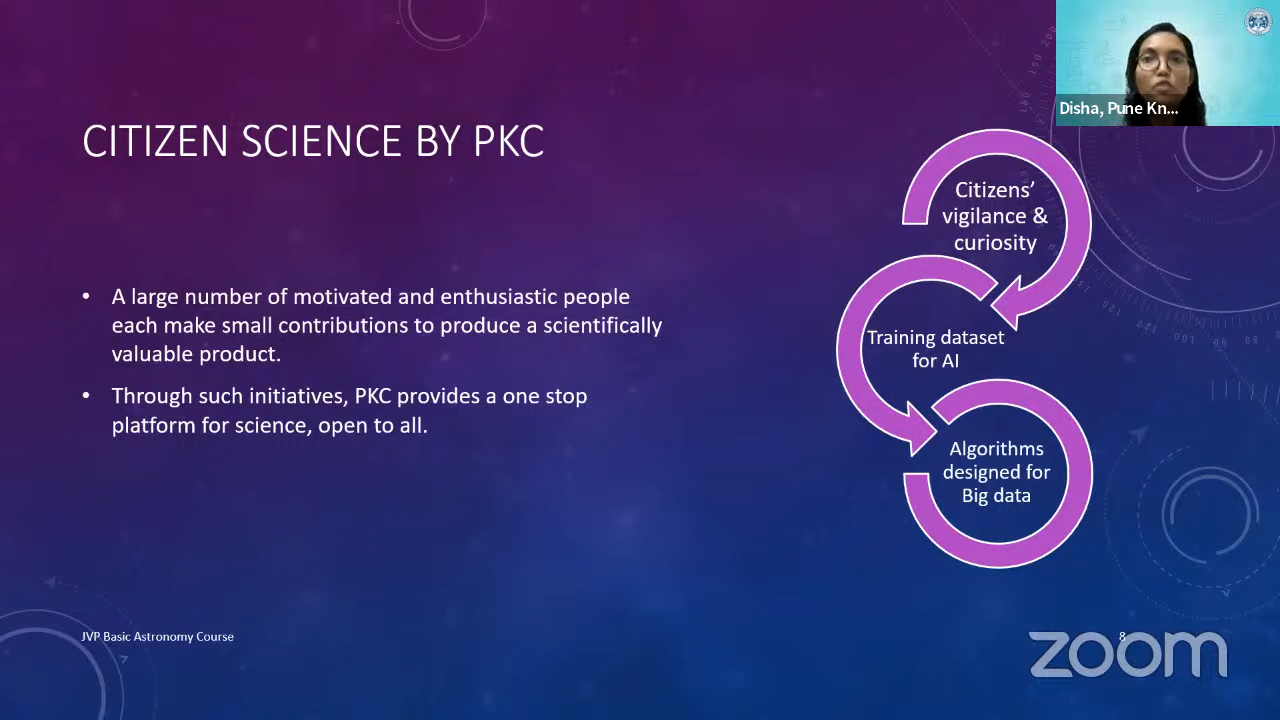 Disha, Pune Kn...
CITIZEN SCIENCE BY PKC
• A large number of motivated and enthusiastic people
each make small contributions to produce a scientifically
valuable product.
• Through such initiatives, PKC provides a one stop
platform for science, open to all.
Citizens’
vigilance &
curiosity
Training dataset
for AI
Algorithms
designed for
Big data
JVP Basic Astronomy Course
8
zoom